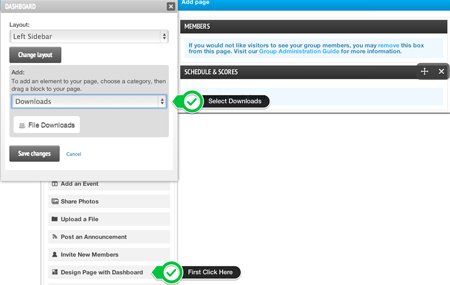 DASHBOARD
Layout:
Left Sidebar
Change layout
Add:
To add an element to your page, choose a category, then
drag a block to your page.
Downloads
File Downloads
Save changes
Cancel
Add page
MEMBERS
If you would not like visitors to see your group members, you may remove this box
from this page. Visit our Group Administration Guide for more information.
SCHEDULE & SCORES
Select Downloads
Add an Event
Share Photos
Upload a File
Post an Announcement
Invite New Members
Design Page with Dashboard
First Click Here